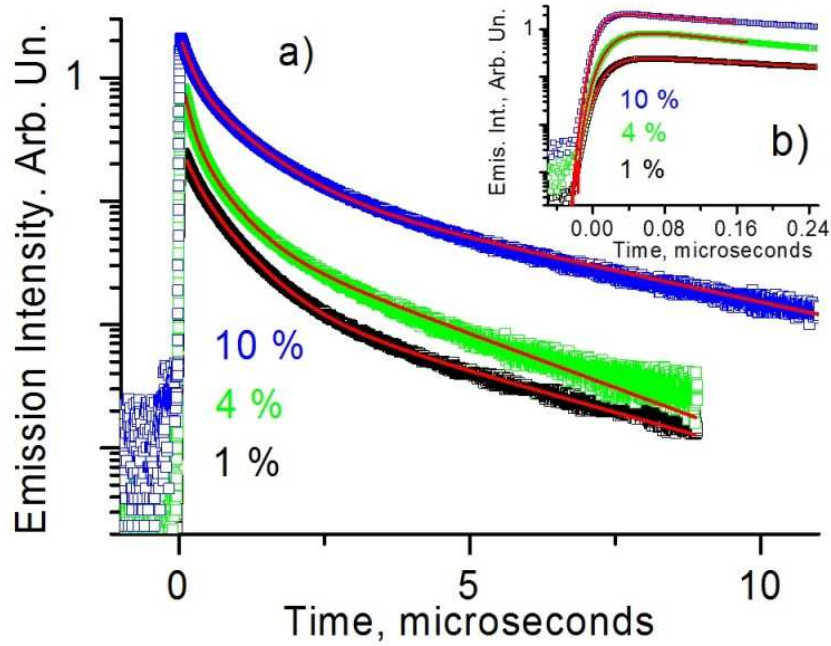 a)
1
Emission Intensity. Arb. Un.
10 %
4 %
1 %
0 5 10
Time, microseconds
b)
1
Emis. Int., Arb. Un.
10 %
4 %
1 %
0.00 0.08 0.16 0.24
Time, microseconds